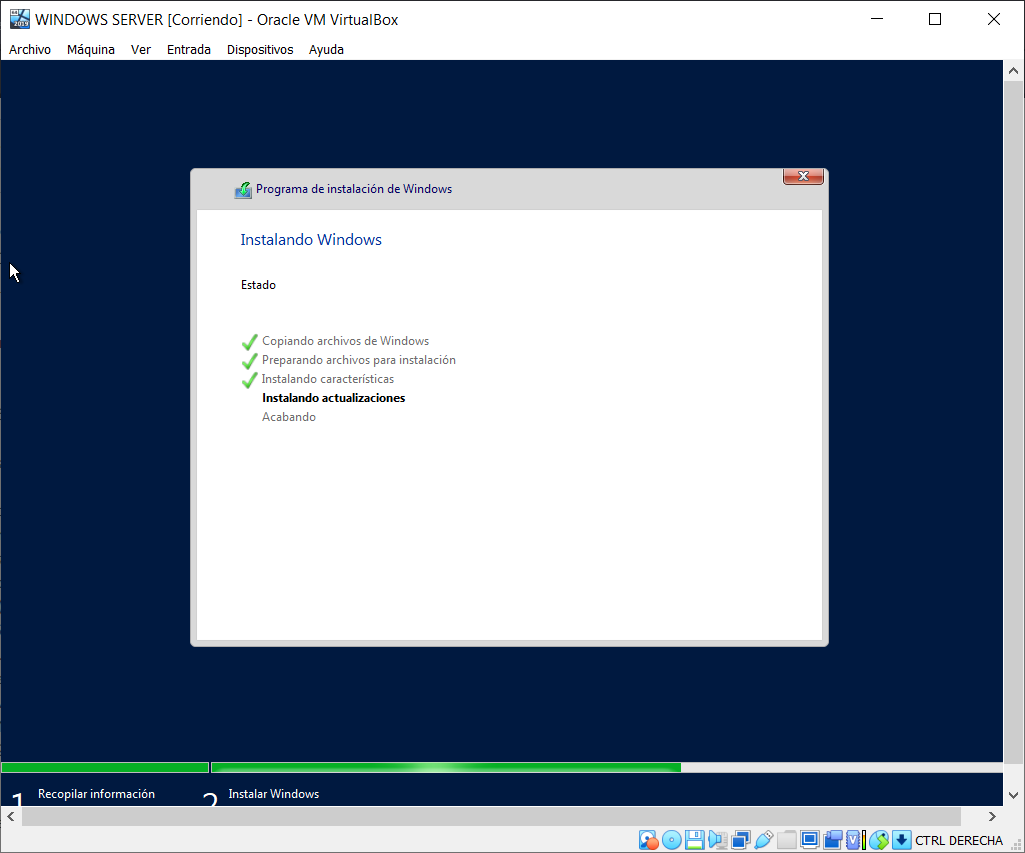 WINDOWS SERVER [Corriendo] - Oracle VM VirtualBox
Archivo Máquina Ver Entrada Dispositivos Ayuda
Programa de instalación de Windows
Instalando Windows
Estado
Copiando archivos de Windows
Preparando archivos para instalación
Instalando características
Instalando actualizaciones
Acabando
1 Recopilar información 2 Instalar Windows
CTRL DERECHA